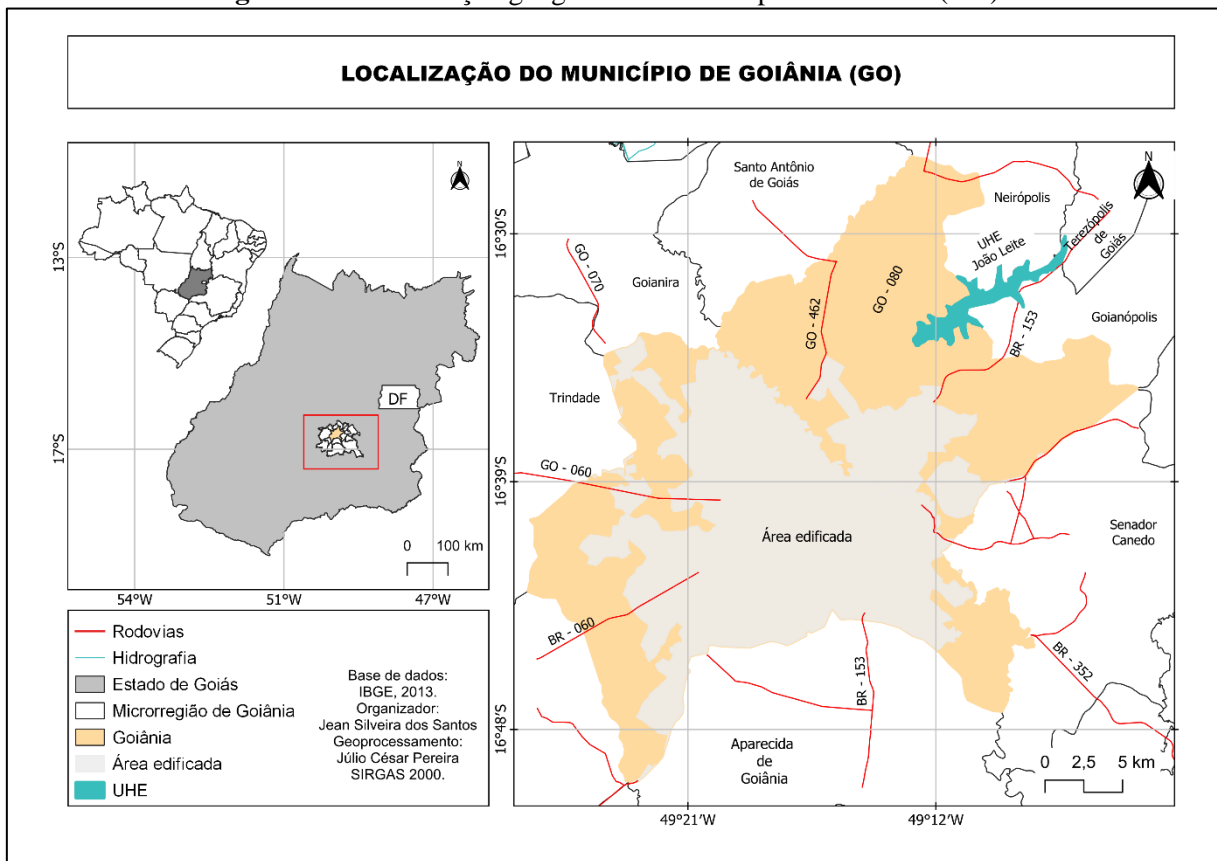 LOCALIZAÇÃO DO MUNICÍPIO DE GOIÂNIA (GO)
N
13°S
17°S
DF
0 100 km
54°W
51°W
47°W
Rodovias
Hidrografia
Estado de Goiás
Microrregião de Goiânia
Goiânia
Área edificada
UHE
Base de dados:
IBGE, 2013.
Organizador:
Jean Silveira dos Santos
Geoprocessamento:
Júlio César Pereira
SIRGAS 2000.
N
16°30'S
16°39'S
16°48'S
49°21'W
49°12'W
Santo Antônio
de Goiás
Neirópolis
UHE
João Leite
Terezópolis
de
Goiás
GO - 070
Goianira
GO - 462
GO - 080
BR - 153
Goianópolis
Trindade
GO - 060
Área edificada
Senador
Canedo
BR - 060
BR - 153
BR - 352
Aparecida
de
Goiânia
0 2,5 5 km